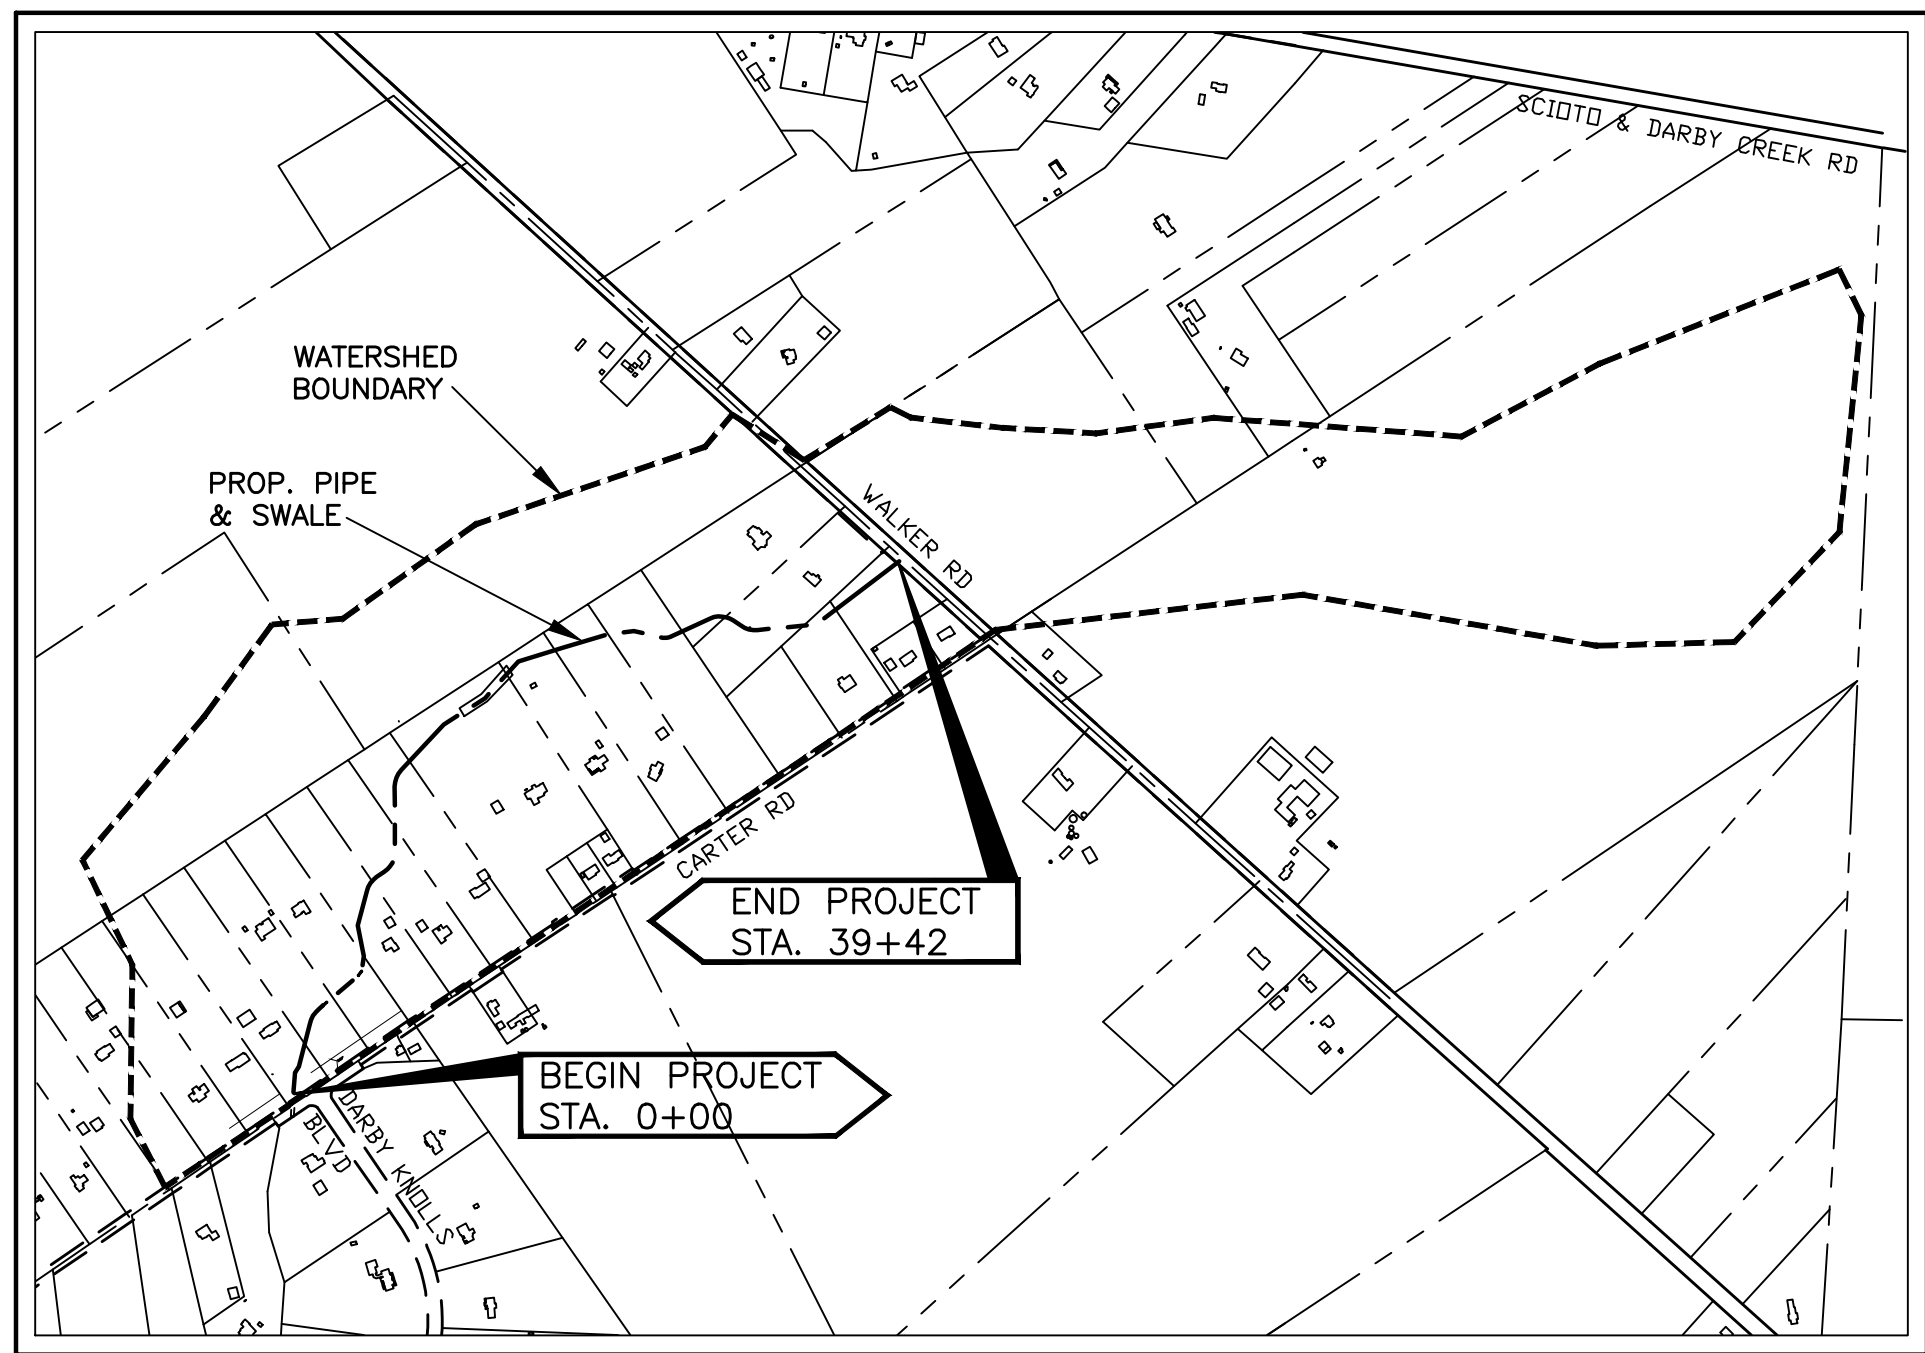 SCIOTO & DARBY CREEK RD
WATERSHED
BOUNDARY
PROP. PIPE
& SWALE
WALKER RD
CARTER RD
END PROJECT
STA. 39+42
BEGIN PROJECT
STA. 0+00
DARBY KNOLLS
BLVD